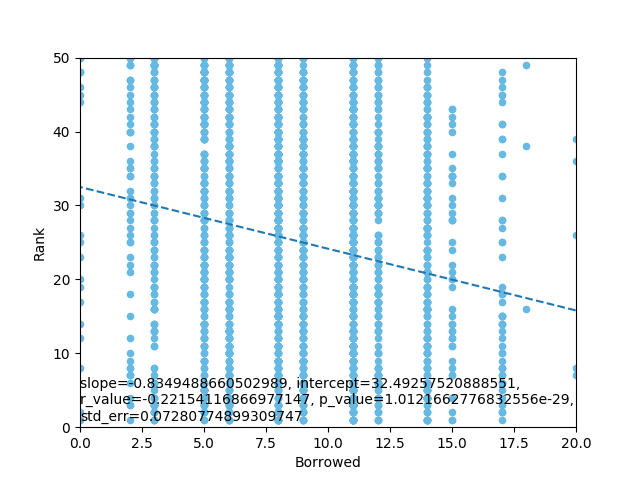 50
40
30
20
10
0
Rank
slope=-0.8349488660502989, intercept=32.49257520888551,
r_value=-0.22154116866977147, p_value=1.0121662776832556e-29,
std_err=0.07280774899309747
0.0 2.5 5.0 7.5 10.0 12.5 15.0 17.5 20.0
Borrowed